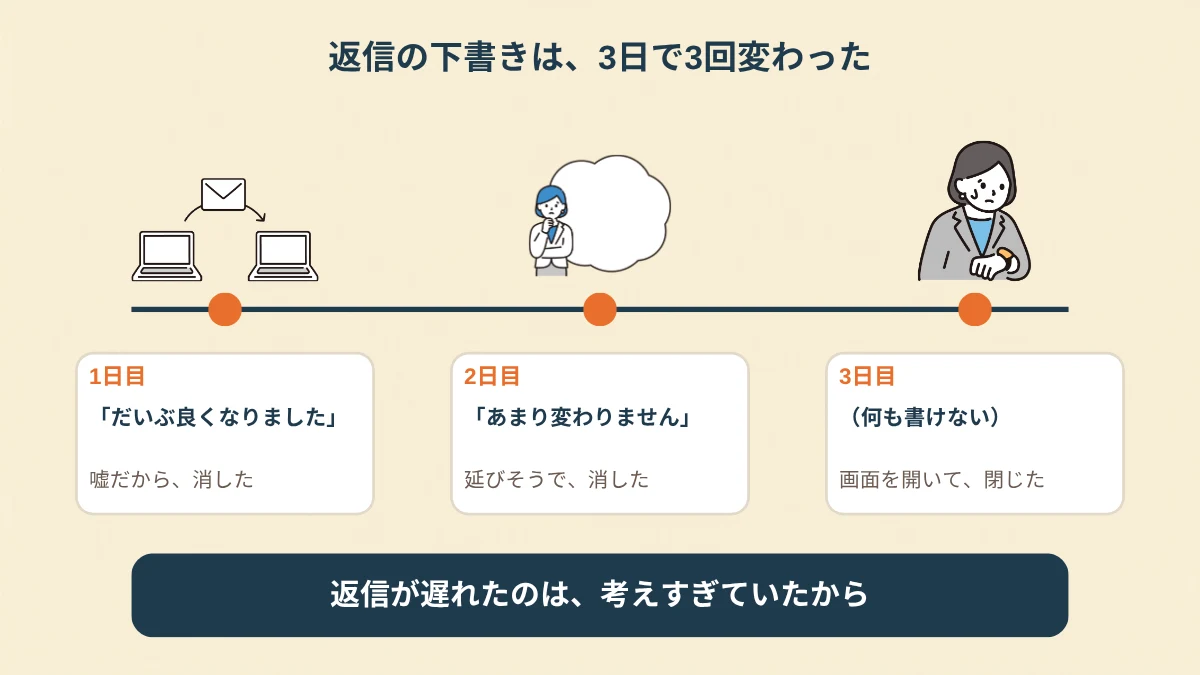 返信の下書きは、3日で3回変わった
1日目
「だいぶ良くなりました」
嘘だから、消した
2日目
「あまり変わりません」
延びそうで、消した
3日目
（何も書けない）
画面を開いて、閉じた
返信が遅れたのは、考えすぎていたから